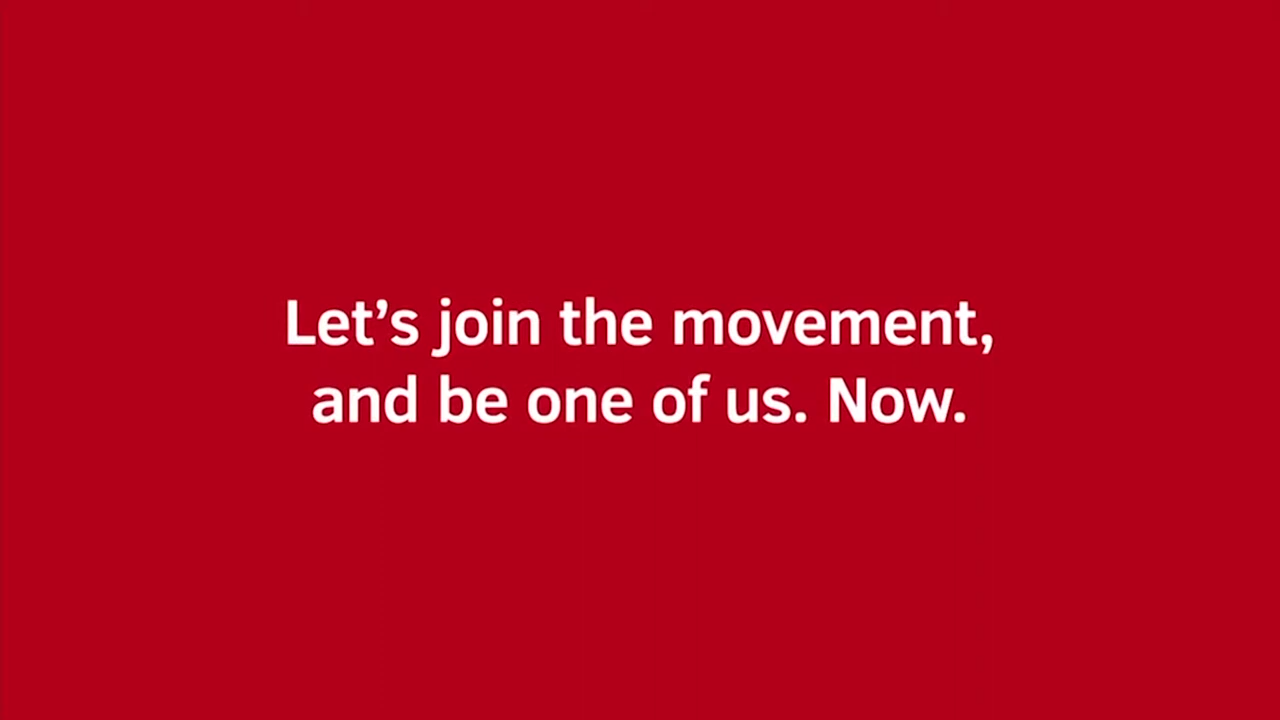 Let’s join the movement,
and be one of us. Now.